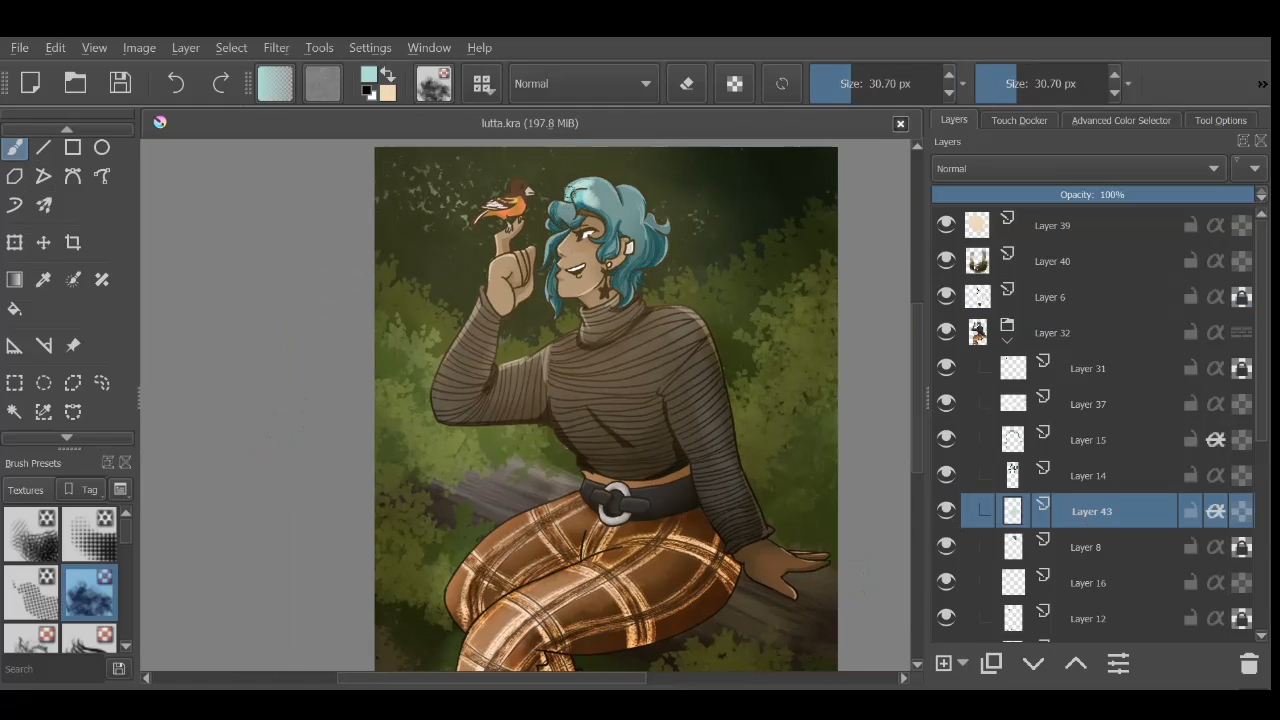 File Edit View Image Layer Select Filter Tools Settings Window Help
Normal Size: 30.70 px Size: 30.70 px
lutta.kra (197.8 MiB)
Layers Touch Docker Advanced Color Selector Tool Options
Layers
Normal
Opacity: 100%
Layer 39
Layer 40
Layer 6
Layer 32
Layer 31
Layer 37
Layer 15
Layer 14
Layer 43
Layer 8
Layer 16
Layer 12
Brush Presets
Textures Tag
Search